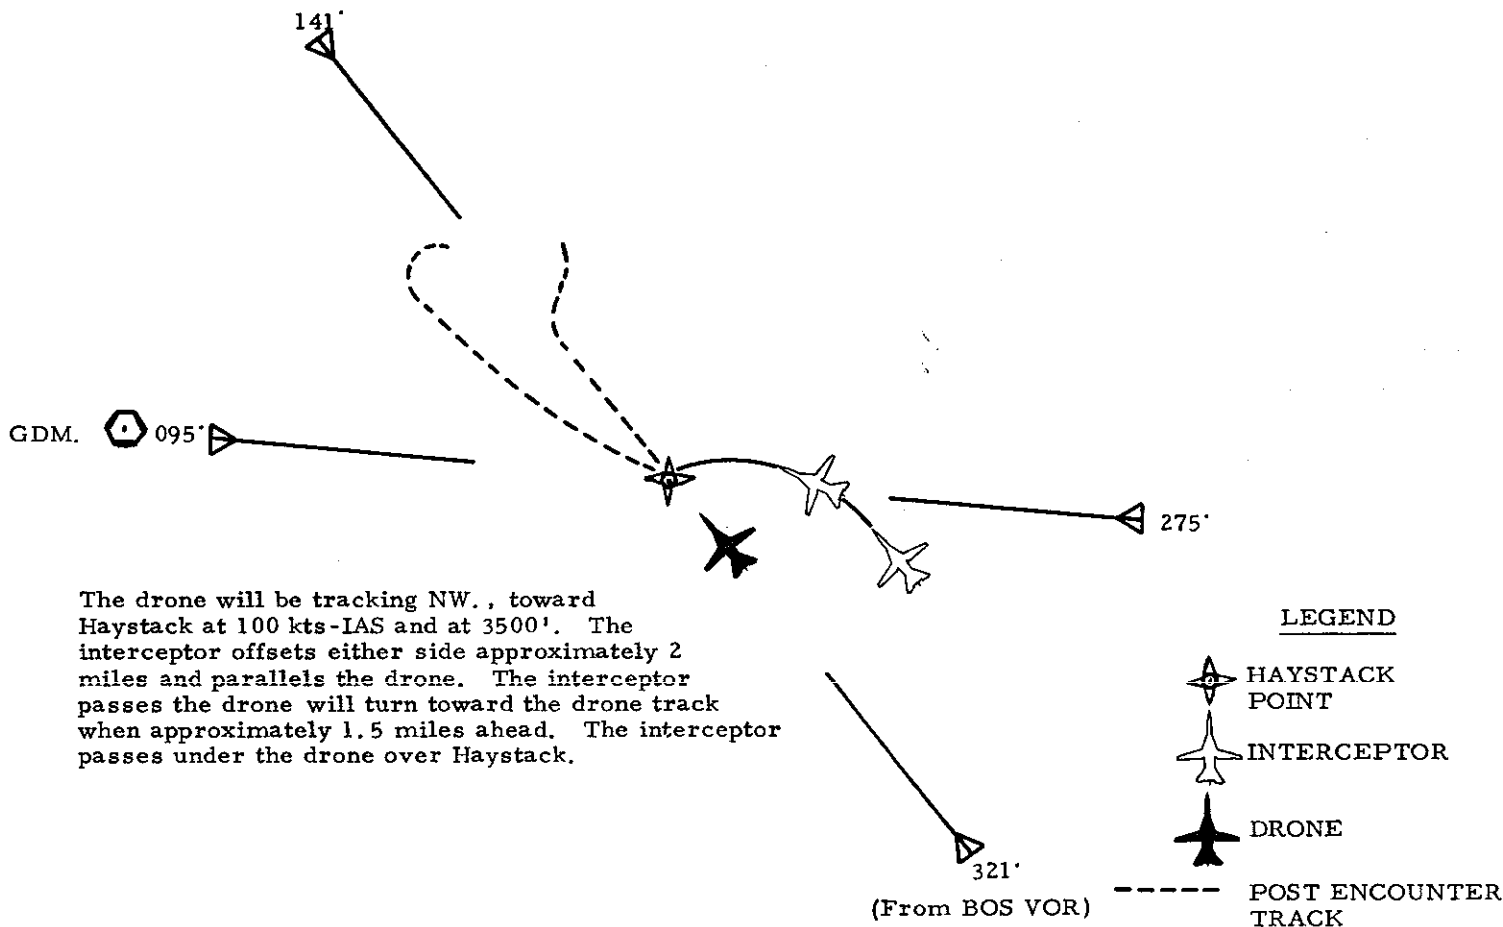 141°
GDM.
095°
275°
The drone will be tracking NW., toward
Haystack at 100 kts-IAS and at 3500'. The
interceptor offsets either side approximately 2
miles and parallels the drone. The interceptor
passes the drone will turn toward the drone track
when approximately 1.5 miles ahead. The interceptor
passes under the drone over Haystack.
321°
(From BOS VOR)
LEGEND
HAYSTACK
POINT
INTERCEPTOR
DRONE
POST ENCOUNTER
TRACK